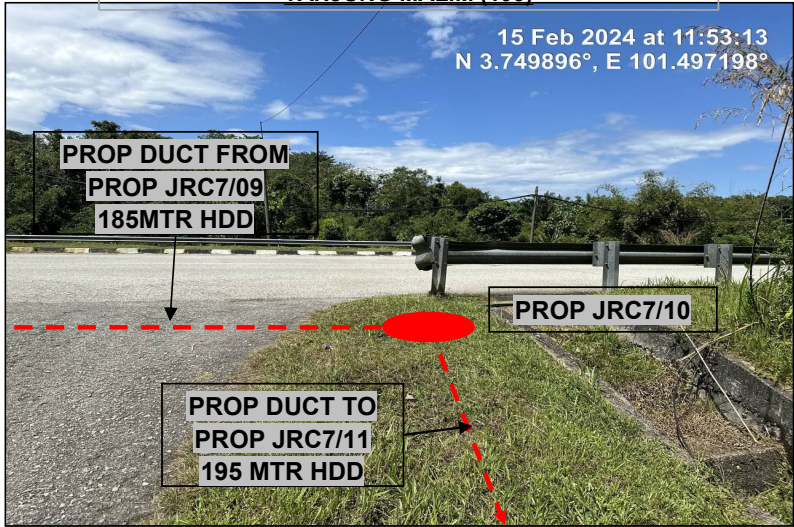 15 Feb 2024 at 11:53:13
N 3.749896°, E 101.497198°
PROP DUCT FROM
PROP JRC7/09
185MTR HDD
PROP JRC7/10
PROP DUCT TO
PROP JRC7/11
195 MTR HDD